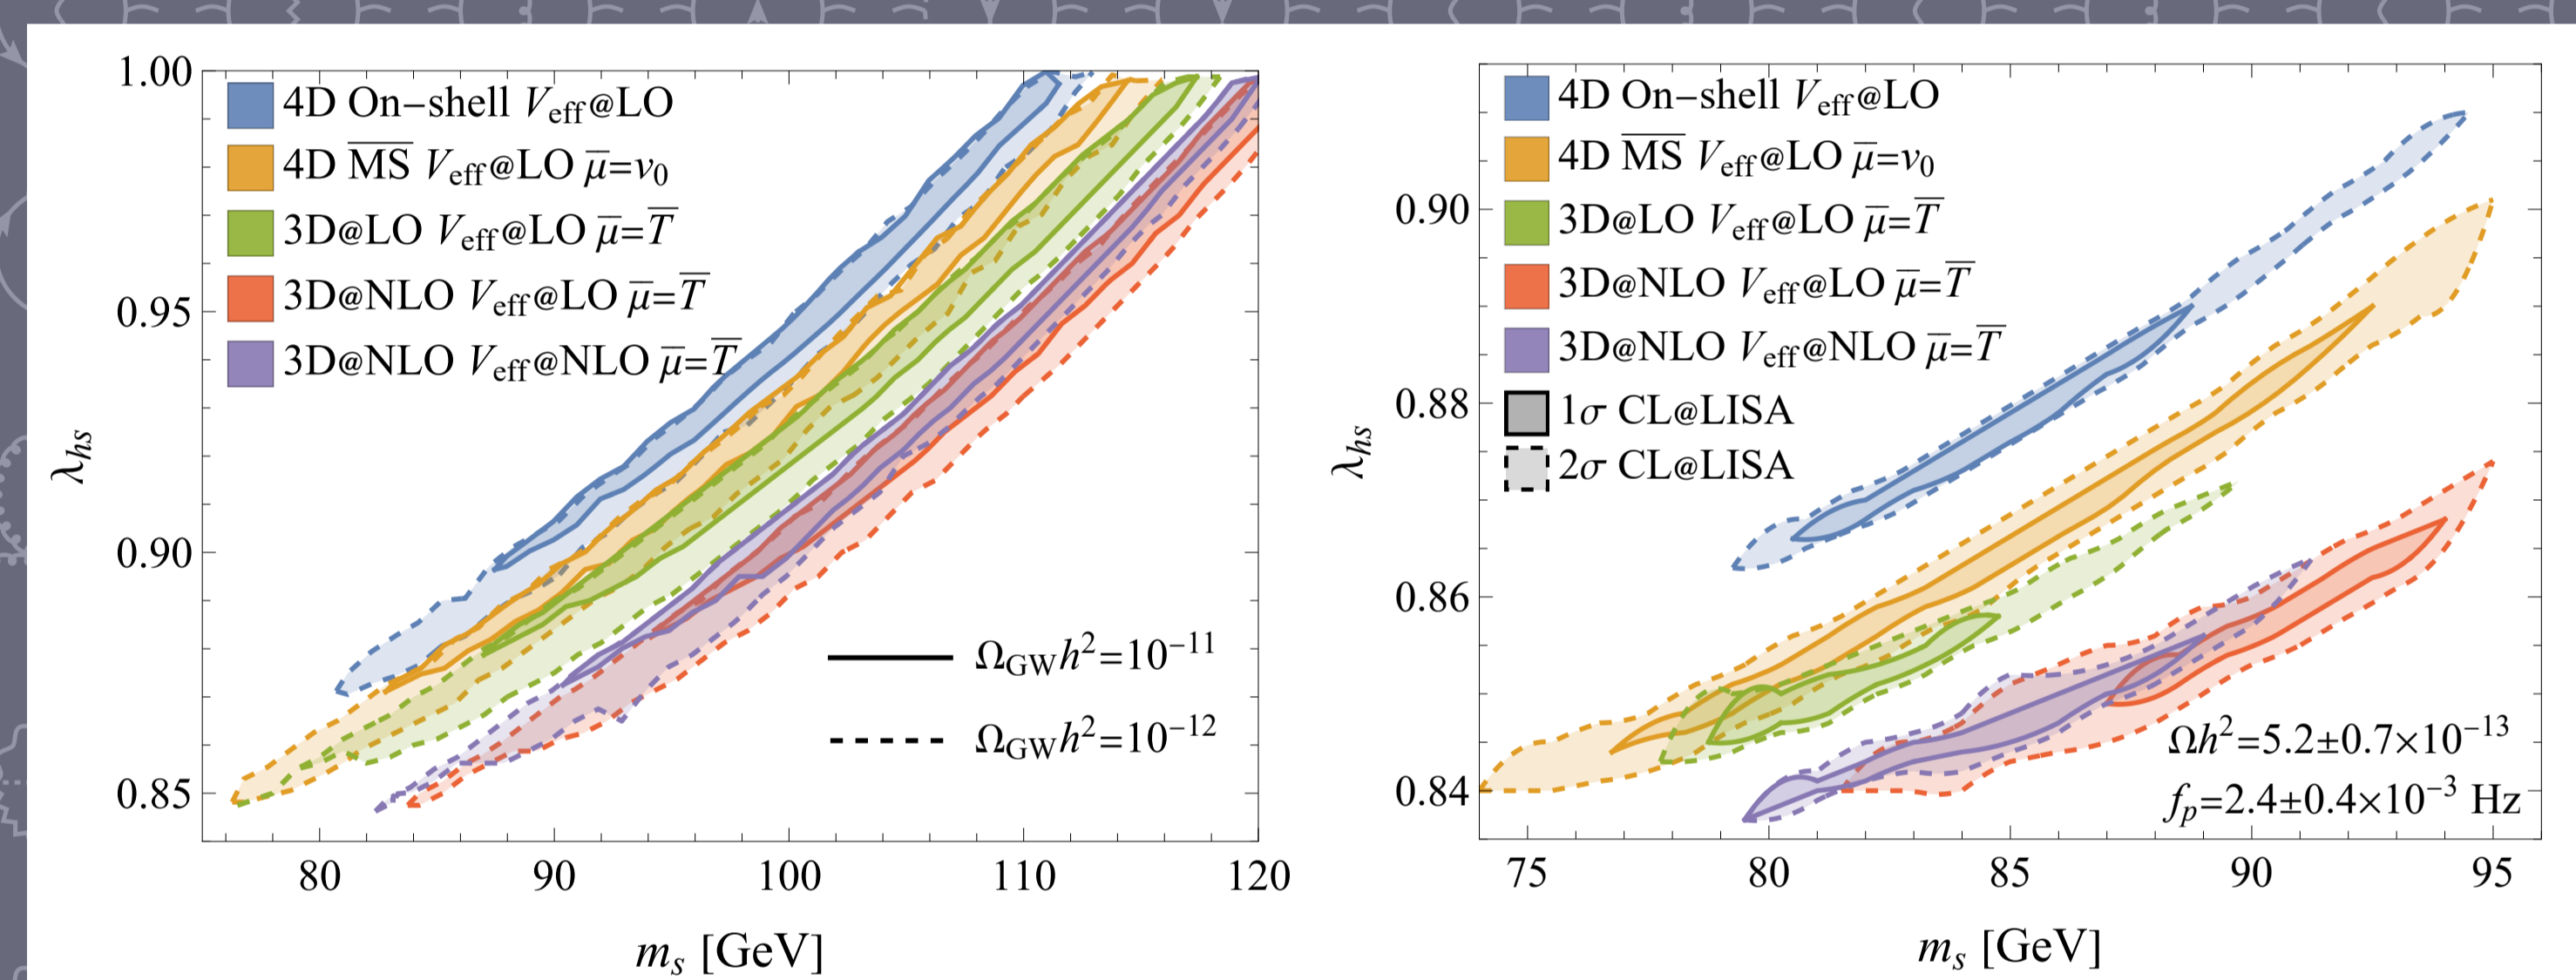 1.00
0.95
0.90
0.85
λhs
4D On−shell Veff@LO
4D M̅S̅ Veff@LO μ̅=v0
3D@LO Veff@LO μ̅=T̅
3D@NLO Veff@LO μ̅=T̅
3D@NLO Veff@NLO μ̅=T̅
ΩGWh²=10⁻¹¹
ΩGWh²=10⁻¹²
80 90 100 110 120
ms [GeV]
0.90
0.88
0.86
0.84
λhs
4D On−shell Veff@LO
4D M̅S̅ Veff@LO μ̅=v0
3D@LO Veff@LO μ̅=T̅
3D@NLO Veff@LO μ̅=T̅
3D@NLO Veff@NLO μ̅=T̅
1σ CL@LISA
2σ CL@LISA
Ωh²=5.2±0.7×10⁻¹³
fp=2.4±0.4×10⁻³ Hz
75 80 85 90 95
ms [GeV]